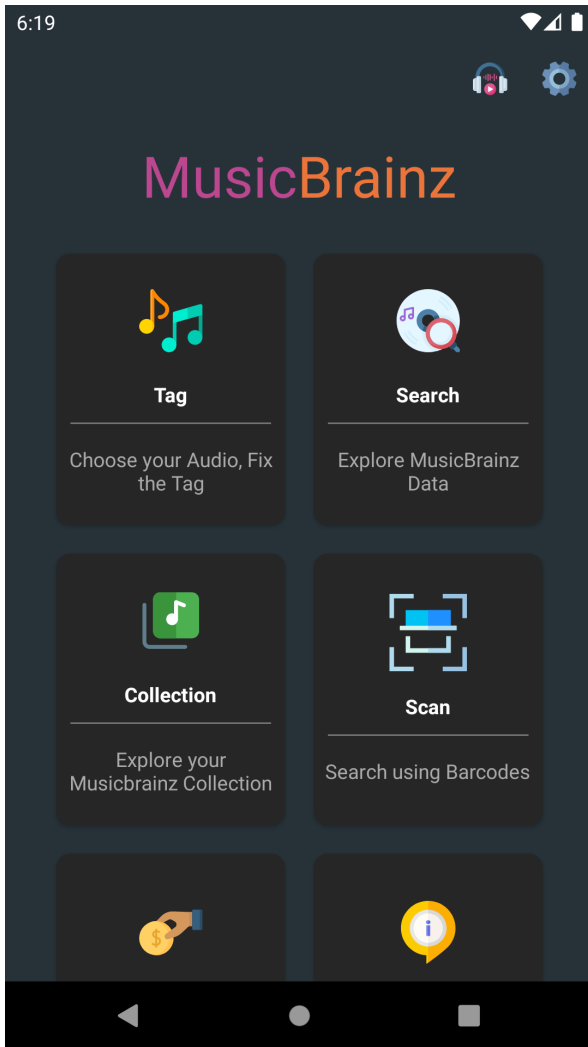 6:19
MusicBrainz
Tag
Choose your Audio, Fix
the Tag
Search
Explore MusicBrainz
Data
Collection
Explore your
Musicbrainz Collection
Scan
Search using Barcodes
$
i